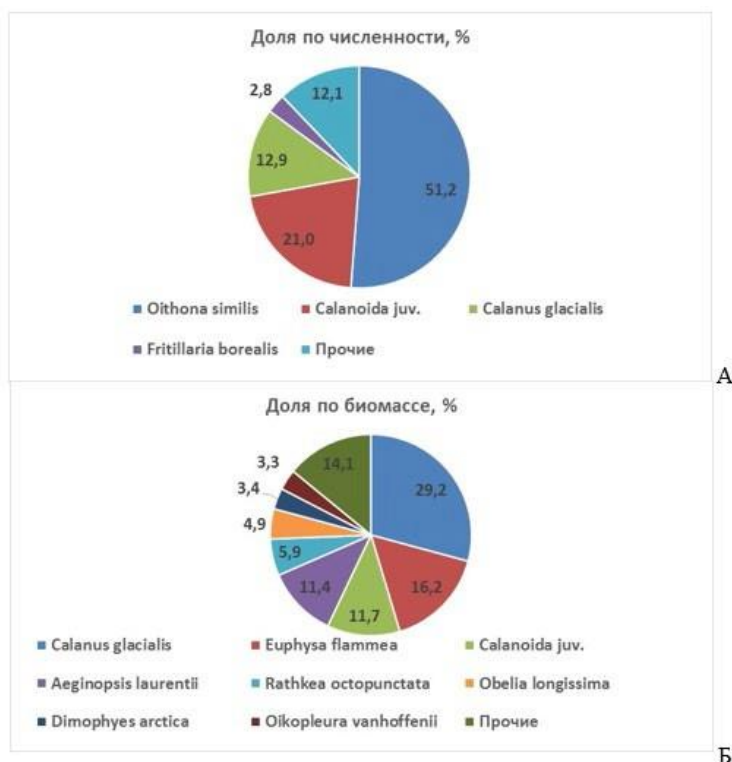 Доля по численности, %
2,8
12,1
12,9
51,2
21,0
Oithona similis Calanoida juv. Calanus glacialis
Fritillaria borealis Прочие
А
Доля по биомассе, %
3,3
14,1
3,4
29,2
4,9
5,9
11,4
16,2
11,7
Calanus glacialis Euphysa flammea Calanoida juv.
Aeginopsis laurentii Rathkea octopunctata Obelia longissima
Dimophyes arctica Oikopleura vanhoffenii Прочие
Б